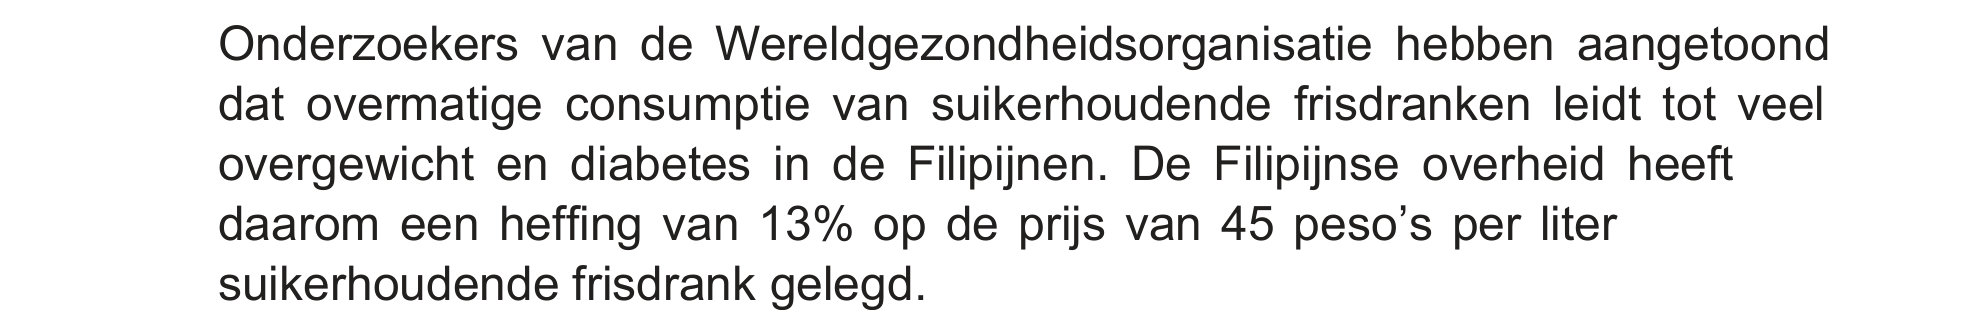 Onderzoekers van de Wereldgezondheidsorganisatie hebben aangetoond
dat overmatige consumptie van suikerhoudende frisdranken leidt tot veel
overgewicht en diabetes in de Filipijnen. De Filipijnse overheid heeft
daarom een heffing van 13% op de prijs van 45 peso’s per liter
suikerhoudende frisdrank gelegd.